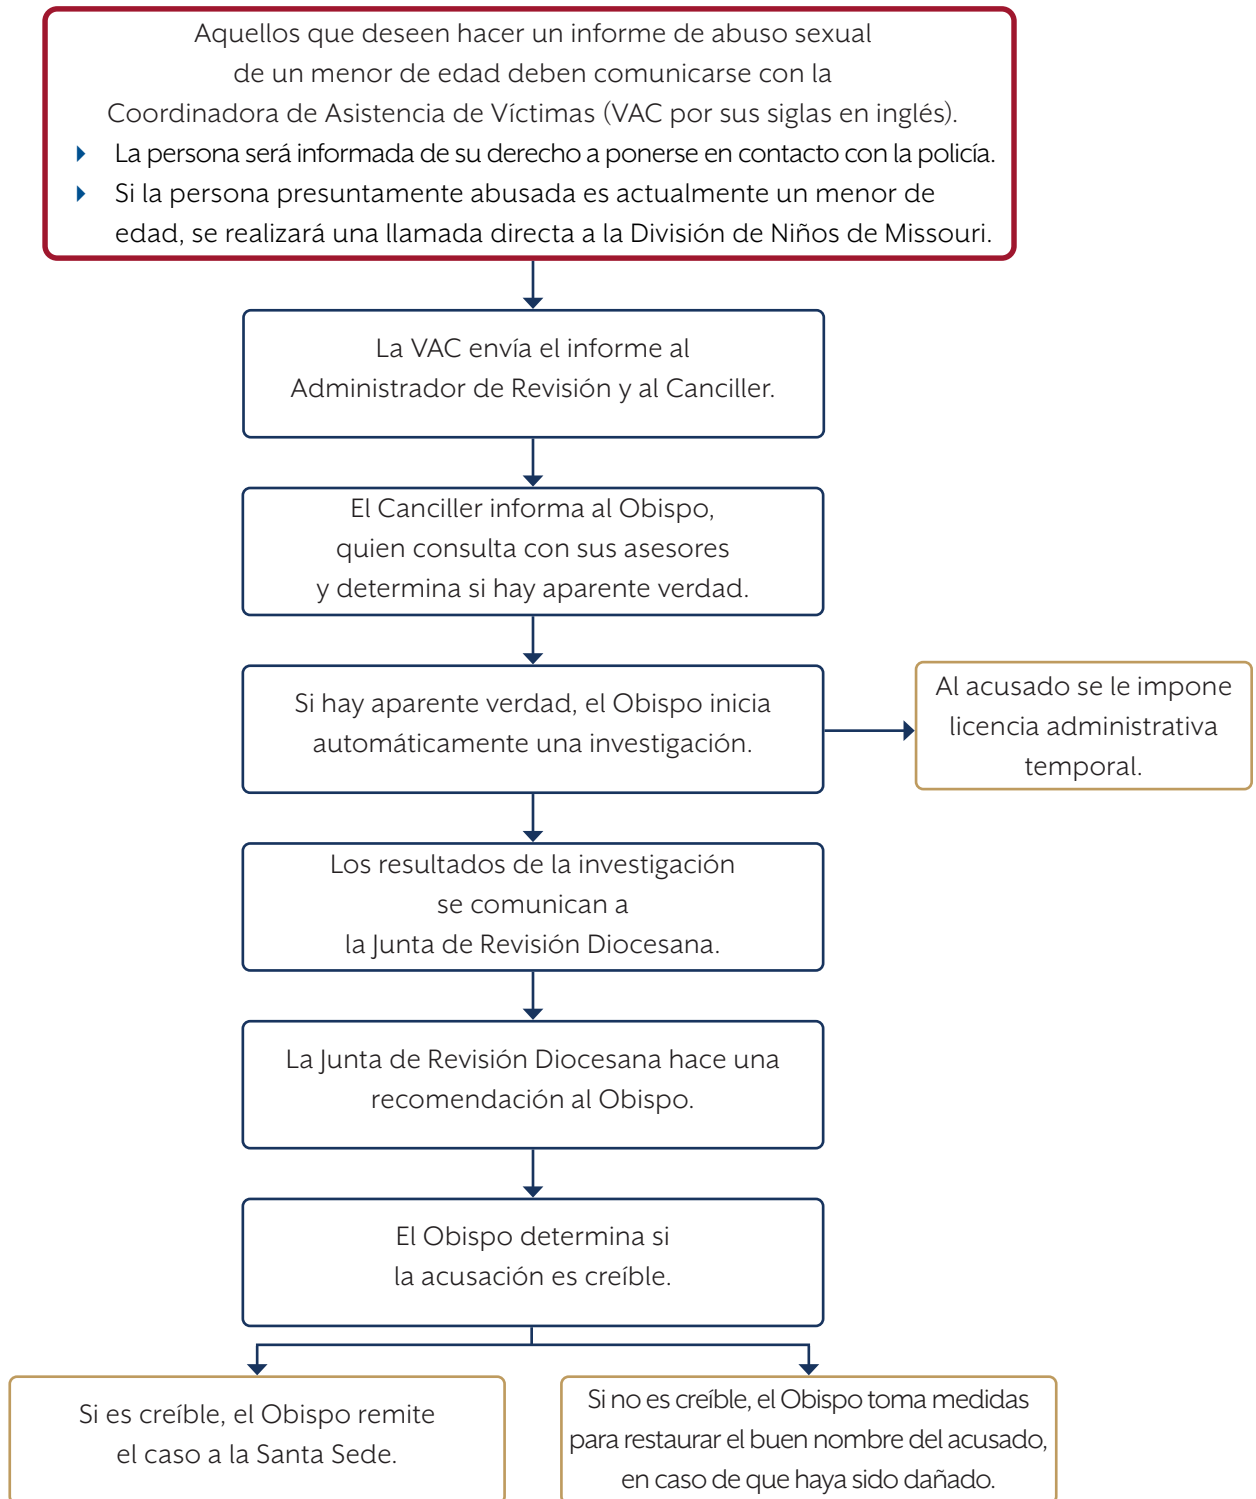 Aquellos que deseen hacer un informe de abuso sexual
de un menor de edad deben comunicarse con la
Coordinadora de Asistencia de Víctimas (VAC por sus siglas en inglés).
La persona será informada de su derecho a ponerse en contacto con la policía.
Si la persona presuntamente abusada es actualmente un menor de
edad, se realizará una llamada directa a la División de Niños de Missouri.
La VAC envía el informe al
Administrador de Revisión y al Canciller.
El Canciller informa al Obispo,
quien consulta con sus asesores
y determina si hay aparente verdad.
Si hay aparente verdad, el Obispo inicia
automáticamente una investigación.
Al acusado se le impone
licencia administrativa
temporal.
Los resultados de la investigación
se comunican a
la Junta de Revisión Diocesana.
La Junta de Revisión Diocesana hace una
recomendación al Obispo.
El Obispo determina si
la acusación es creíble.
Si es creíble, el Obispo remite
el caso a la Santa Sede.
Si no es creíble, el Obispo toma medidas
para restaurar el buen nombre del acusado,
en caso de que haya sido dañado.